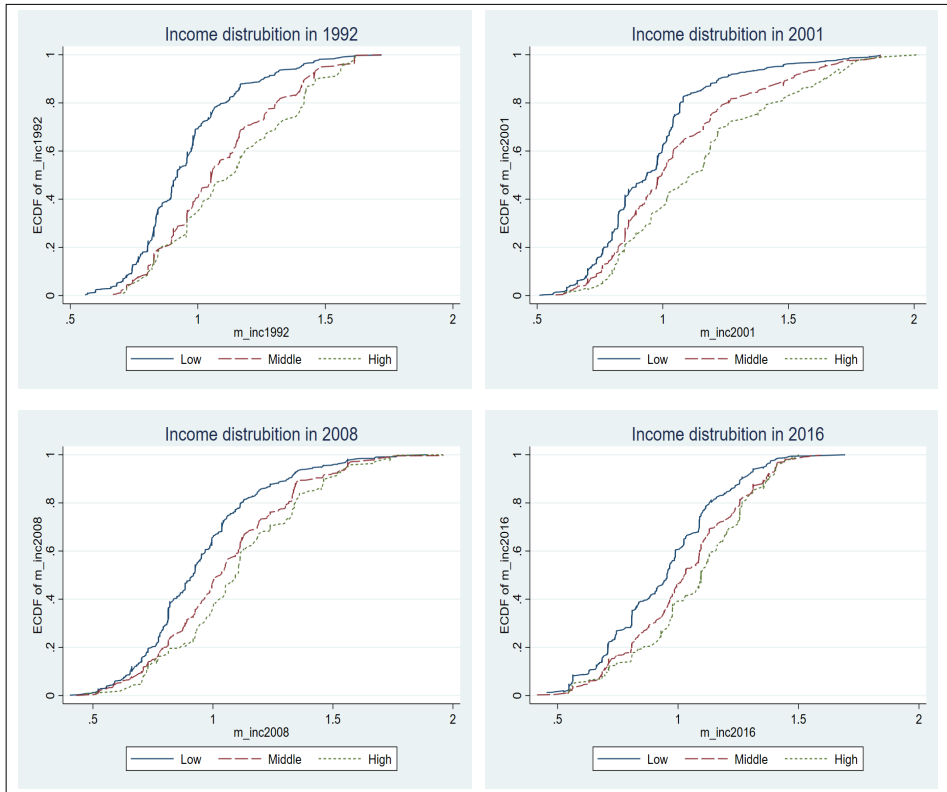 Income distrubition in 1992
ECDF of m_inc1992
0 .2 .4 .6 .8 1
.5 1 1.5 2
m_inc1992
Low Middle High
Income distrubition in 2001
ECDF of m_inc2001
0 .2 .4 .6 .8 1
.5 1 1.5 2
m_inc2001
Low Middle High
Income distrubition in 2008
ECDF of m_inc2008
0 .2 .4 .6 .8 1
.5 1 1.5 2
m_inc2008
Low Middle High
Income distrubition in 2016
ECDF of m_inc2016
0 .2 .4 .6 .8 1
.5 1 1.5 2
m_inc2016
Low Middle High